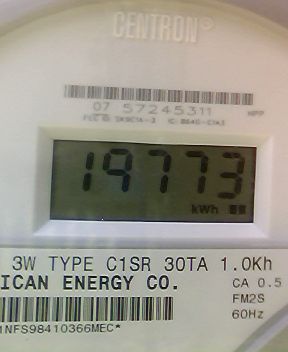 CENTRON®
07 57245311
19773
kWh
3W TYPE C1SR 30TA 1.0Kh
ICAN ENERGY CO.
CA 0.5
FM2S
60Hz
1NFS98410366MEC*